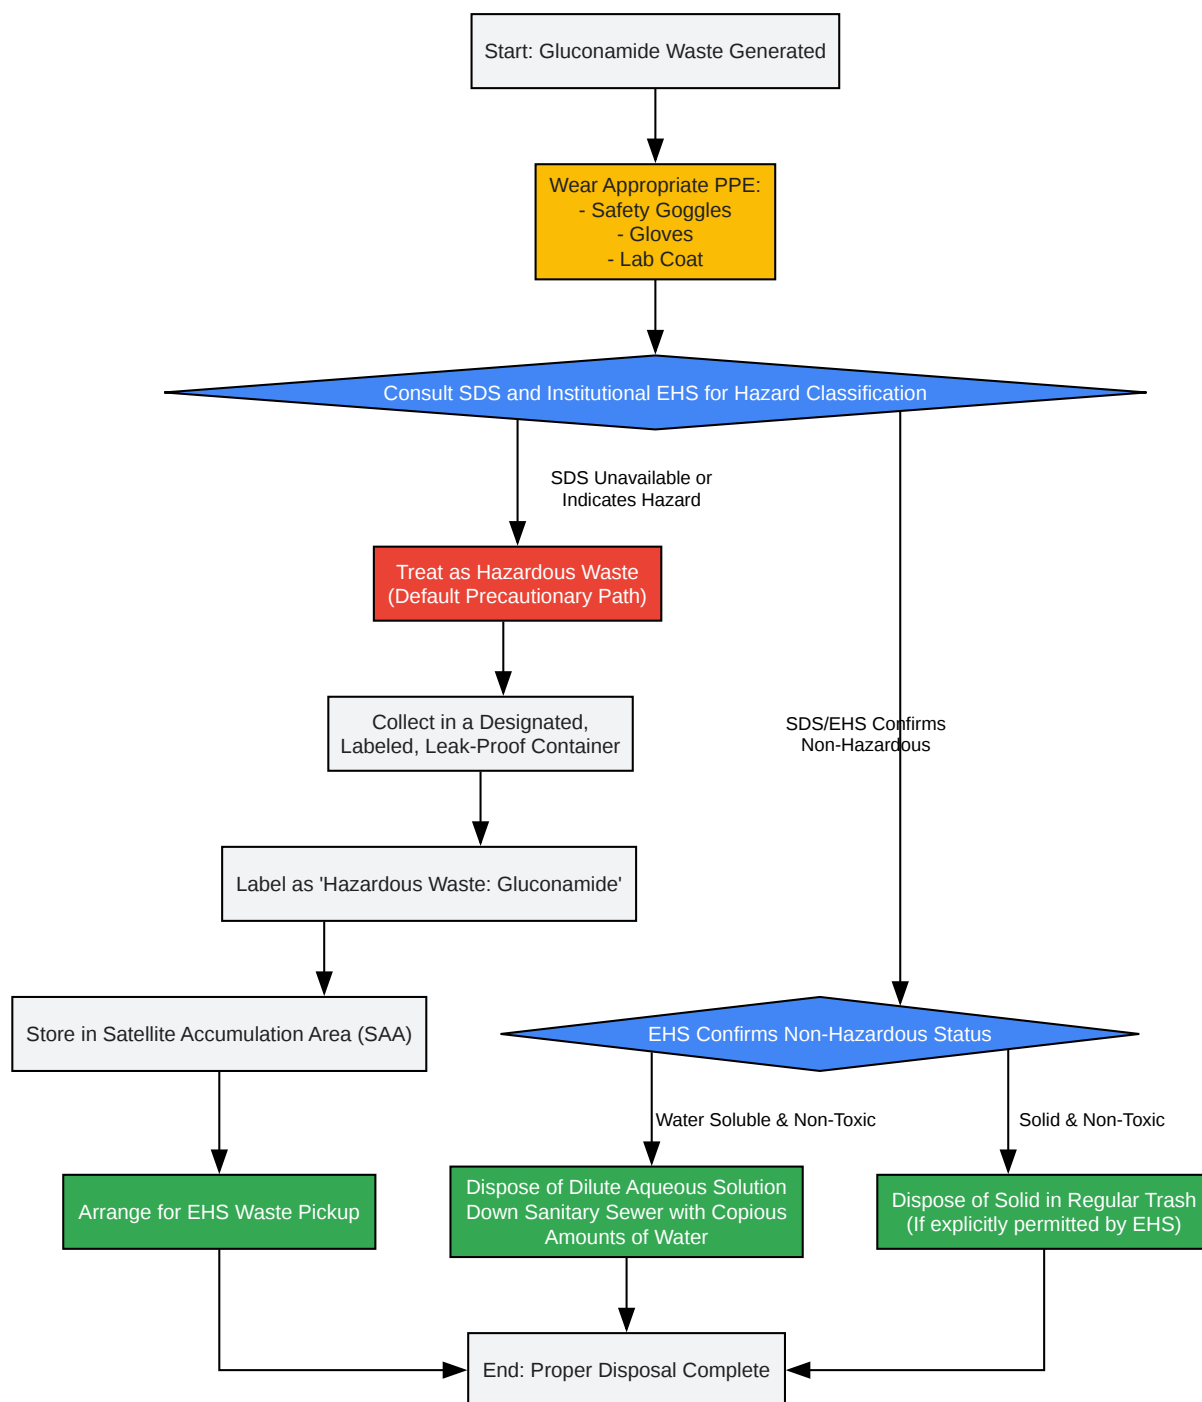 Start: Gluconamide Waste Generated
Wear Appropriate PPE:
- Safety Goggles
- Gloves
- Lab Coat
Consult SDS and Institutional EHS for Hazard Classification
SDS Unavailable or
Indicates Hazard
Treat as Hazardous Waste
(Default Precautionary Path)
Collect in a Designated,
Labeled, Leak-Proof Container
SDS/EHS Confirms
Non-Hazardous
Label as 'Hazardous Waste: Gluconamide'
Store in Satellite Accumulation Area (SAA)
EHS Confirms Non-Hazardous Status
Water Soluble & Non-Toxic
Solid & Non-Toxic
Arrange for EHS Waste Pickup
Dispose of Dilute Aqueous Solution
Down Sanitary Sewer with Copious
Amounts of Water
Dispose of Solid in Regular Trash
(If explicitly permitted by EHS)
End: Proper Disposal Complete